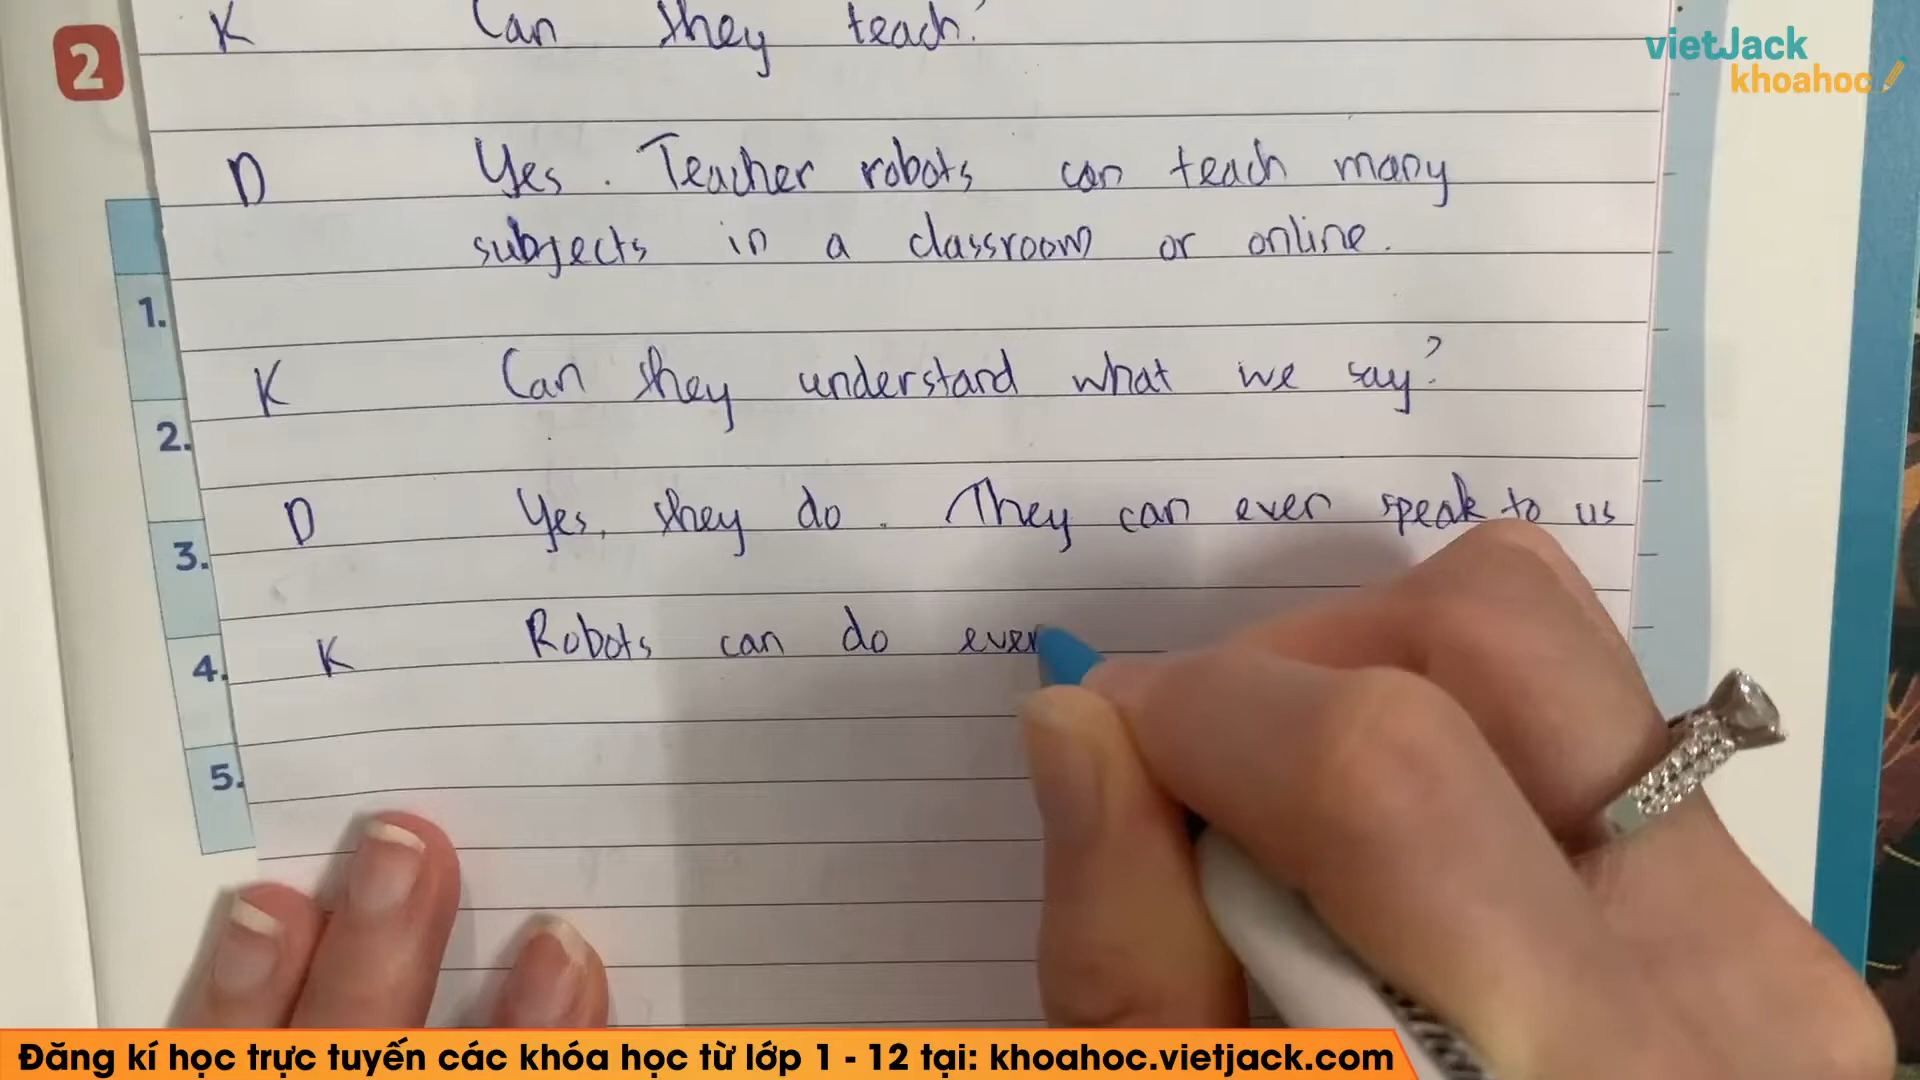 2
vietJack
khoahoc
K Can they teach?
D Yes. Teacher robots can teach many
subjects in a classroom or online.
1.
K Can they understand what we say?
2.
D Yes, they do. They can even speak to us
3.
K Robots can do ever
4.
5.
Đăng kí học trực tuyến các khóa học từ lớp 1 - 12 tại: khoahoc.vietjack.com